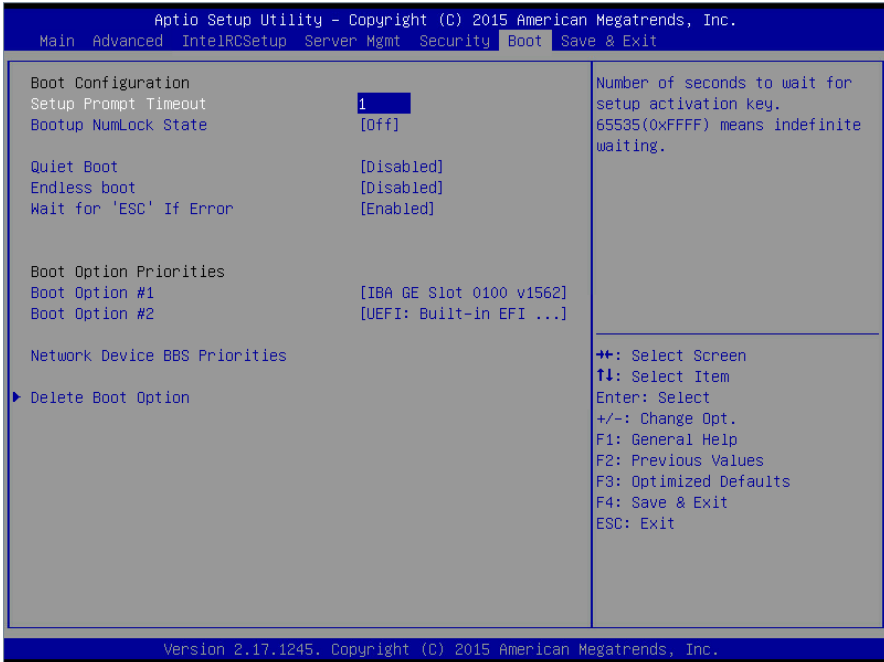 Aptio Setup Utility – Copyright (C) 2015 American Megatrends, Inc.
Main Advanced IntelRCSetup Server Mgmt Security Boot Save & Exit
Boot Configuration
Setup Prompt Timeout 1
Bootup NumLock State [Off]
Quiet Boot [Disabled]
Endless boot [Disabled]
Wait for 'ESC' If Error [Enabled]
Boot Option Priorities
Boot Option #1 [IBA GE Slot 0100 v1562]
Boot Option #2 [UEFI: Built-in EFI ...]
Network Device BBS Priorities
Delete Boot Option
Number of seconds to wait for
setup activation key.
65535(0xFFFF) means indefinite
waiting.
→←: Select Screen
↑↓: Select Item
Enter: Select
+/-: Change Opt.
F1: General Help
F2: Previous Values
F3: Optimized Defaults
F4: Save & Exit
ESC: Exit
Version 2.17.1245. Copyright (C) 2015 American Megatrends, Inc.